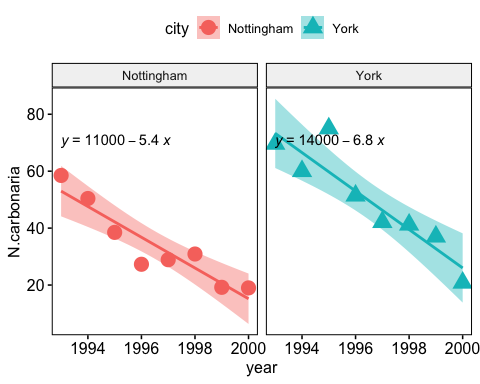 city Nottingham York
Nottingham York
N.carbonaria
80
60
40
20
y = 11000 – 5.4 x
y = 14000 – 6.8 x
1994 1996 1998 2000 1994 1996 1998 2000
year